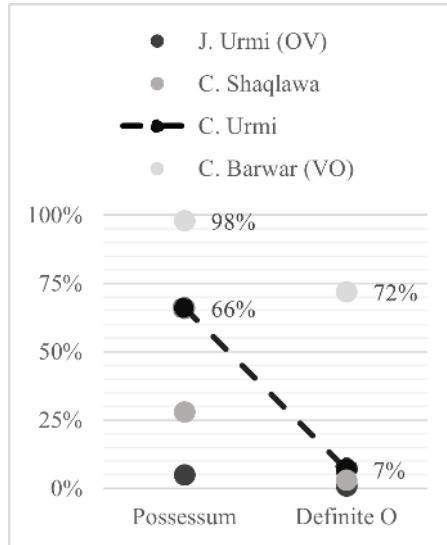 J. Urmi (OV)
C. Shaqlawa
C. Urmi
C. Barwar (VO)
100%
98%
75%
72%
66%
50%
25%
7%
0%
Possessum Definite O